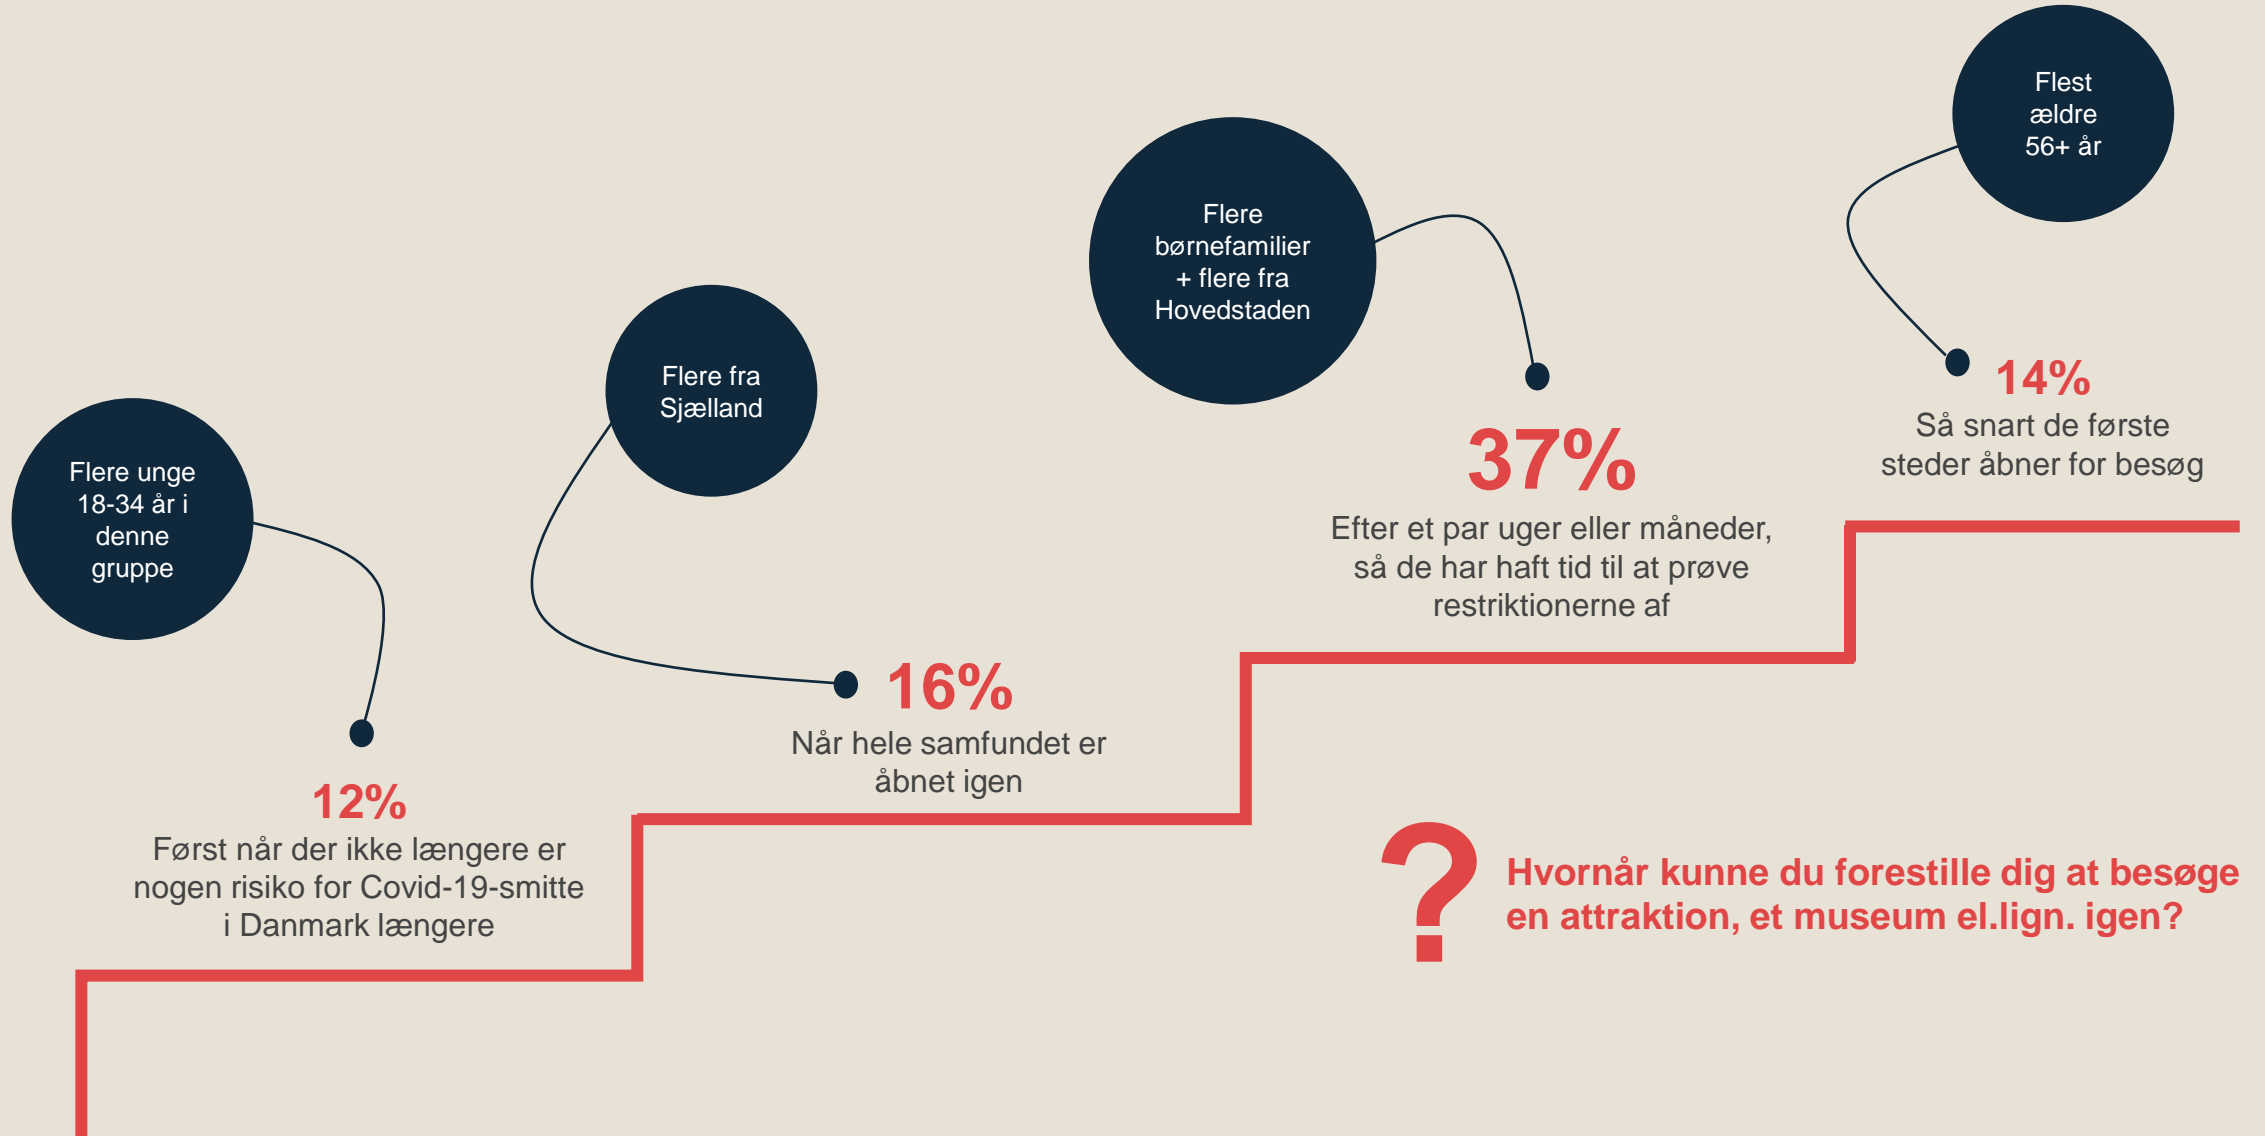 Flere unge
18-34 år i
denne
gruppe
12%
Først når der ikke længere er
nogen risiko for Covid-19-smitte
i Danmark længere
Flere fra
Sjælland
16%
Når hele samfundet er
åbnet igen
Flere
børnefamilier
+ flere fra
Hovedstaden
37%
Efter et par uger eller måneder,
så de har haft tid til at prøve
restriktionerne af
Flest
ældre
56+ år
14%
Så snart de første
steder åbner for besøg
?
Hvornår kunne du forestille dig at besøge
en attraktion, et museum el.lign. igen?